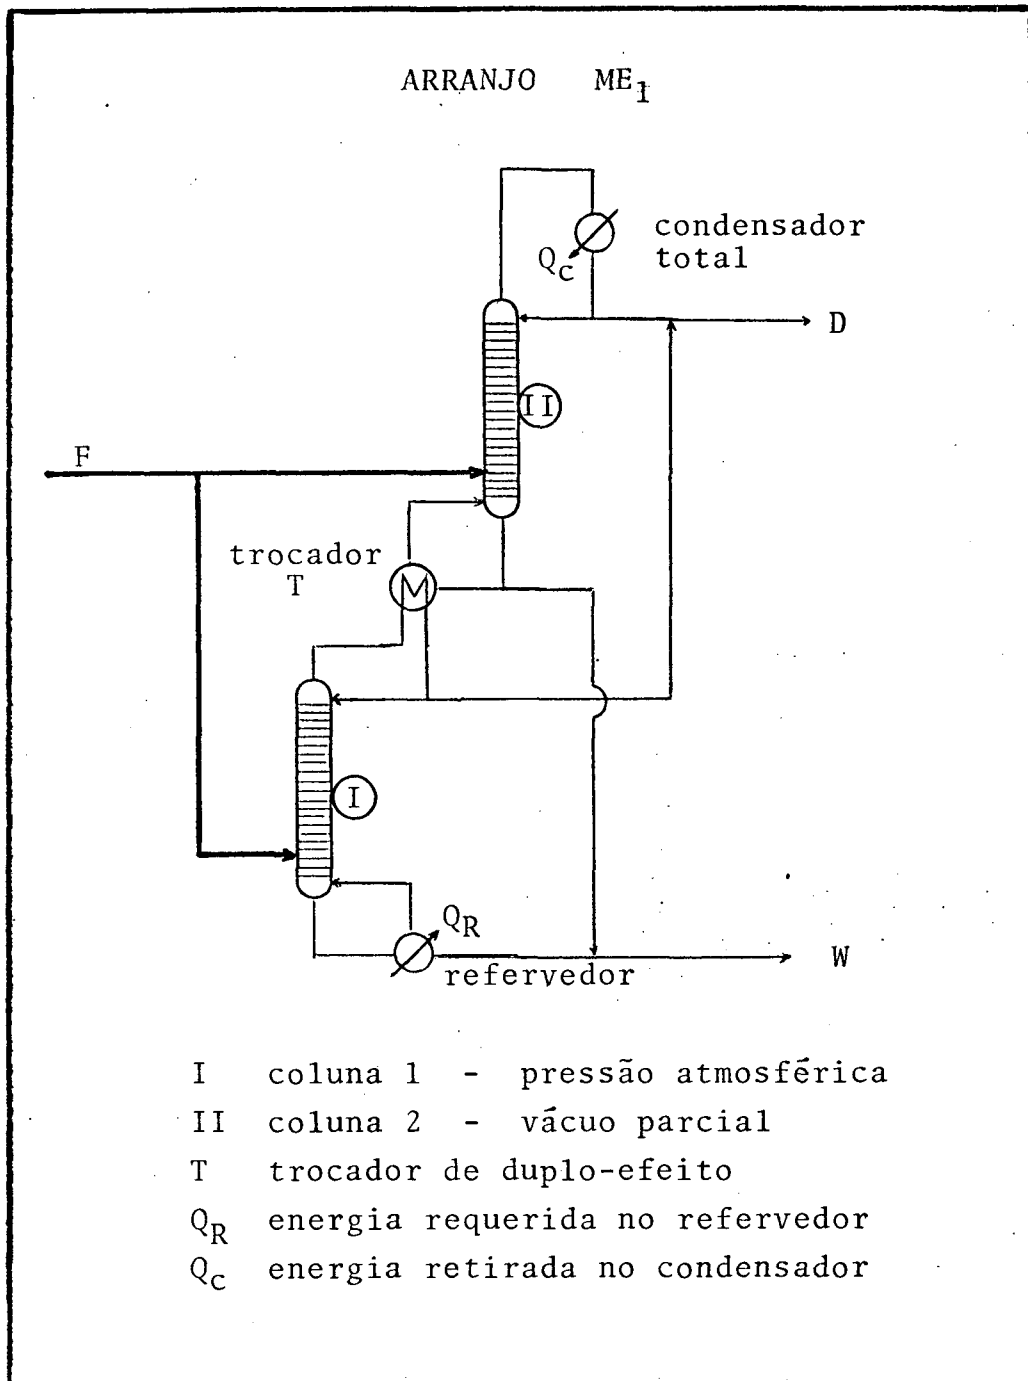 ARRANJO ME1
condensador
total
QC
D
II
F
trocador
T
I
QR
refervedor
W
I coluna 1 - pressão atmosférica
II coluna 2 - vácuo parcial
T trocador de duplo-efeito
QR energia requerida no refervedor
QC energia retirada no condensador